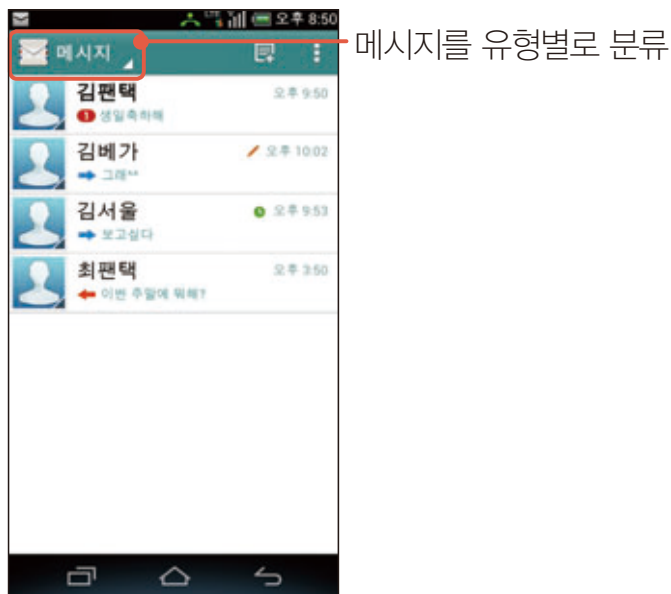 오후 8:50
메시지
메시지를 유형별로 분류
김팬택
오후 9:50
1 생일축하해
김베가
오후 10:02
그래^^
김서울
오후 9:53
보고싶다
최팬택
오후 3:50
이번 주말에 뭐해?